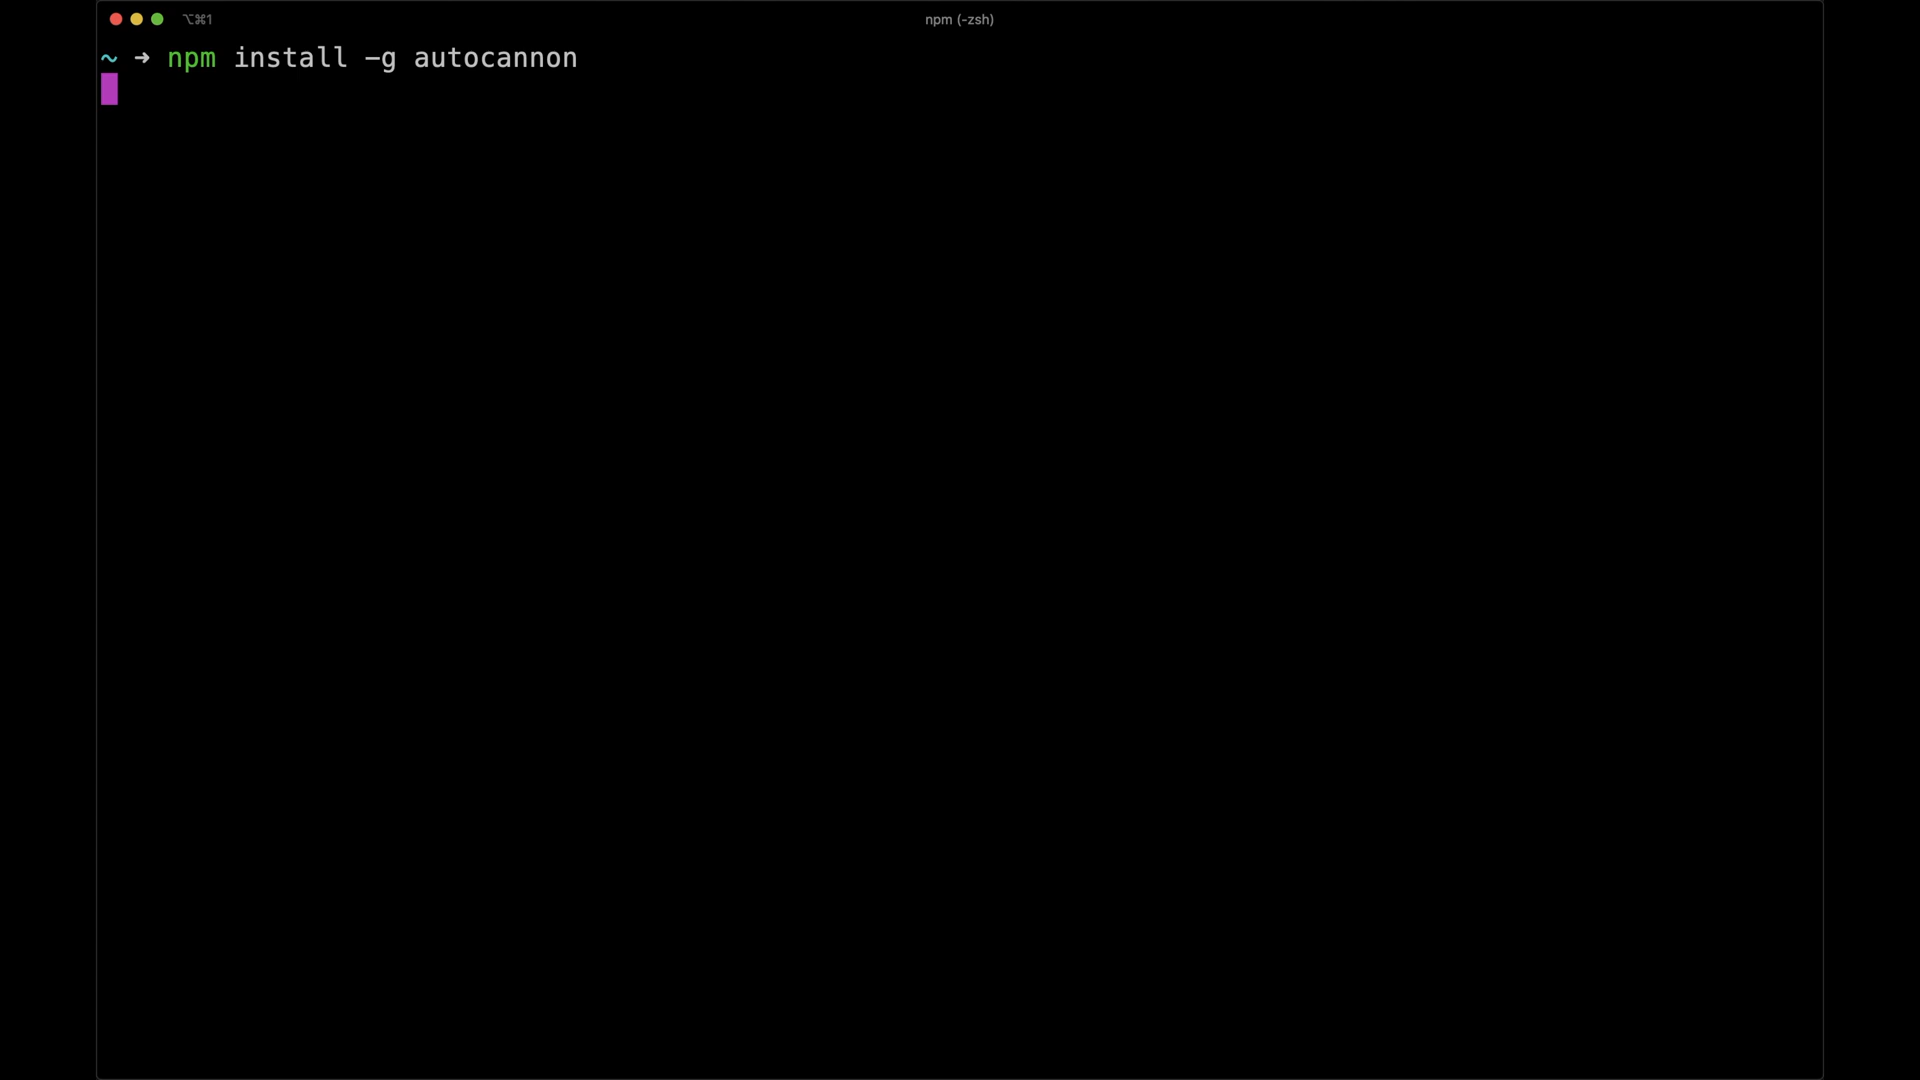 ⌥⌘1
npm (-zsh)
~ ➜ npm install -g autocannon